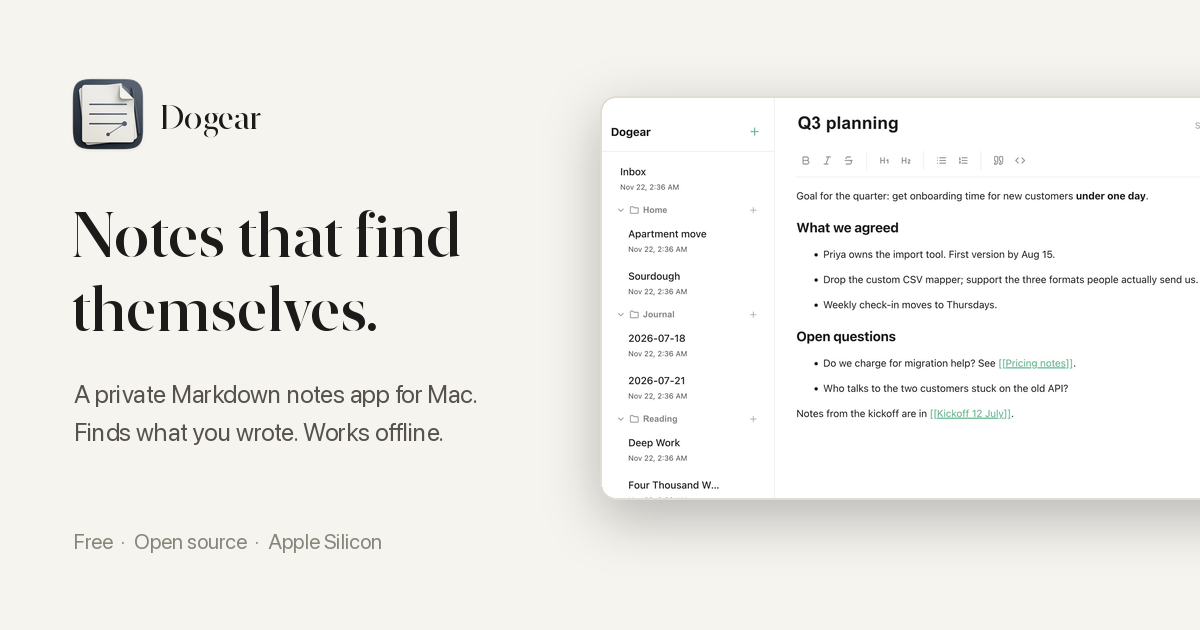 Dogear
Notes that find
themselves.
A private Markdown notes app for Mac.
Finds what you wrote. Works offline.
Free · Open source · Apple Silicon
Dogear +
Inbox
Nov 22, 2:36 AM
Home +
Apartment move
Nov 22, 2:36 AM
Sourdough
Nov 22, 2:36 AM
Journal +
2026-07-18
Nov 22, 2:36 AM
2026-07-21
Nov 22, 2:36 AM
Reading +
Deep Work
Nov 22, 2:36 AM
Four Thousand W...
Q3 planning
B I S H1 H2
Goal for the quarter: get onboarding time for new customers under one day.
What we agreed
• Priya owns the import tool. First version by Aug 15.
• Drop the custom CSV mapper; support the three formats people actually send us.
• Weekly check-in moves to Thursdays.
Open questions
• Do we charge for migration help? See [[Pricing notes]].
• Who talks to the two customers stuck on the old API?
Notes from the kickoff are in [[Kickoff 12 July]].